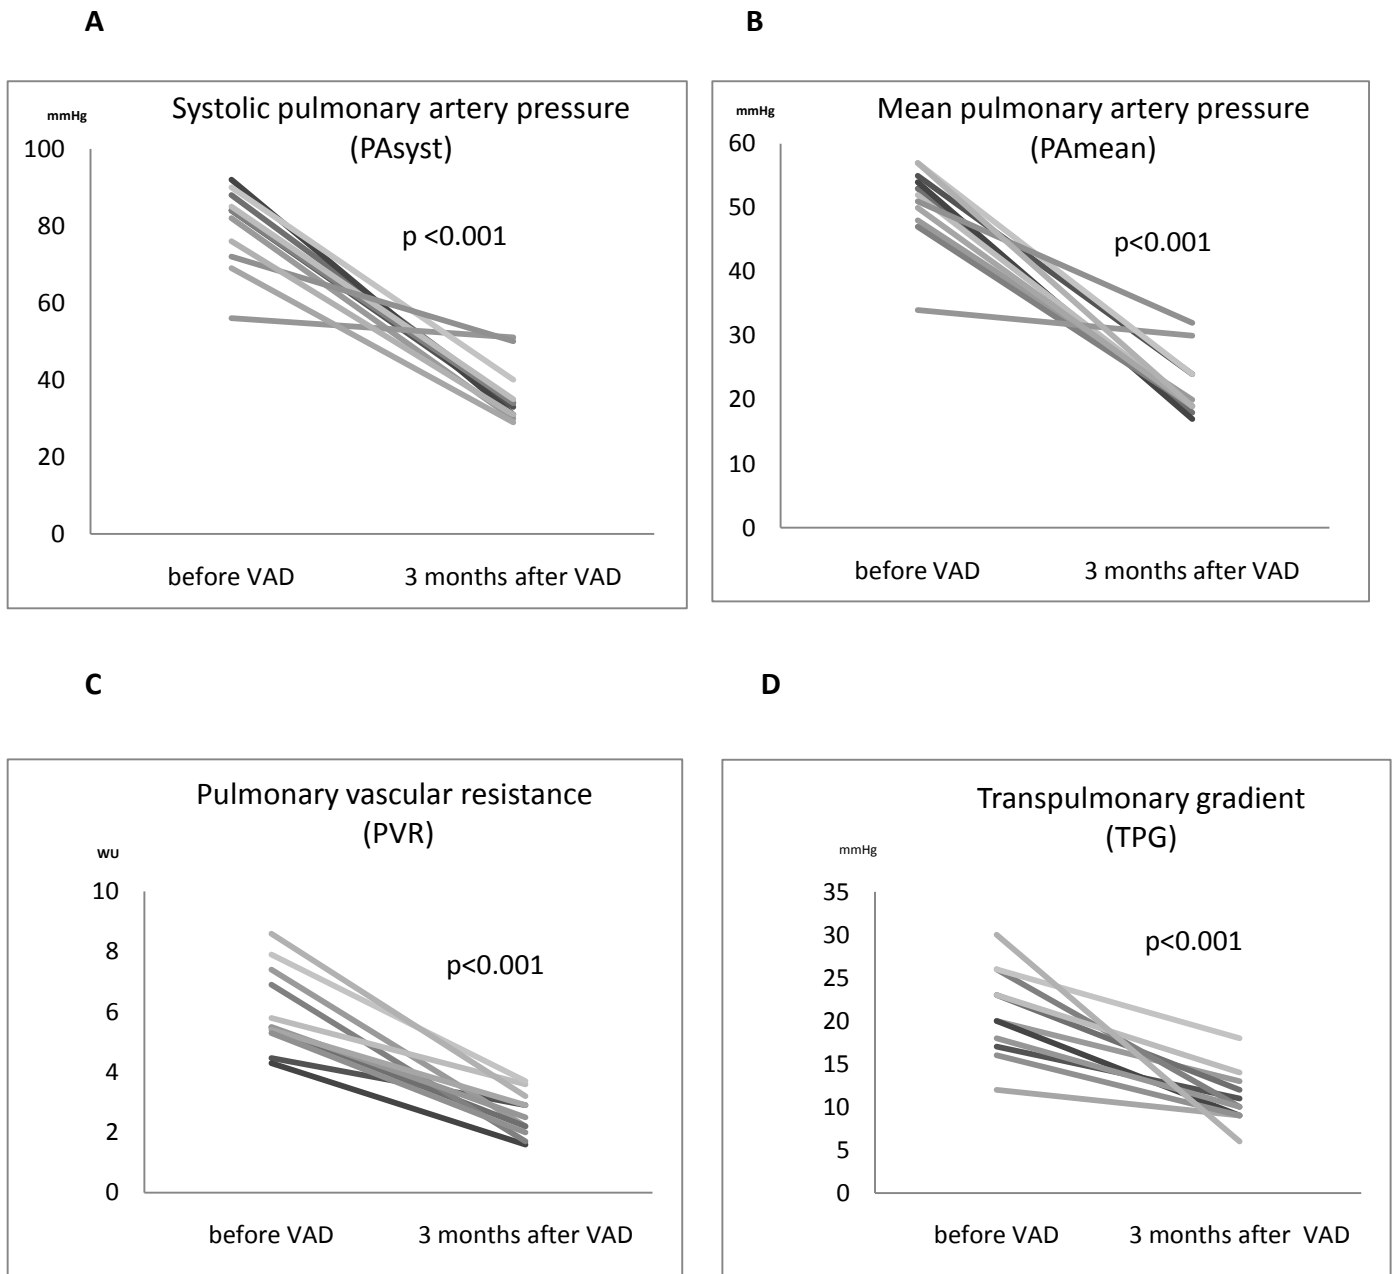 A
Systolic pulmonary artery pressure
(PAsyst)
mmHg
100
80
60
40
20
0
p <0.001
before VAD 3 months after VAD
B
Mean pulmonary artery pressure
(PAmean)
mmHg
60
50
40
30
20
10
0
p<0.001
before VAD 3 months after VAD
C
Pulmonary vascular resistance
(PVR)
WU
10
8
6
4
2
0
p<0.001
before VAD 3 months after VAD
D
Transpulmonary gradient
(TPG)
mmHg
35
30
25
20
15
10
5
0
p<0.001
before VAD 3 months after VAD